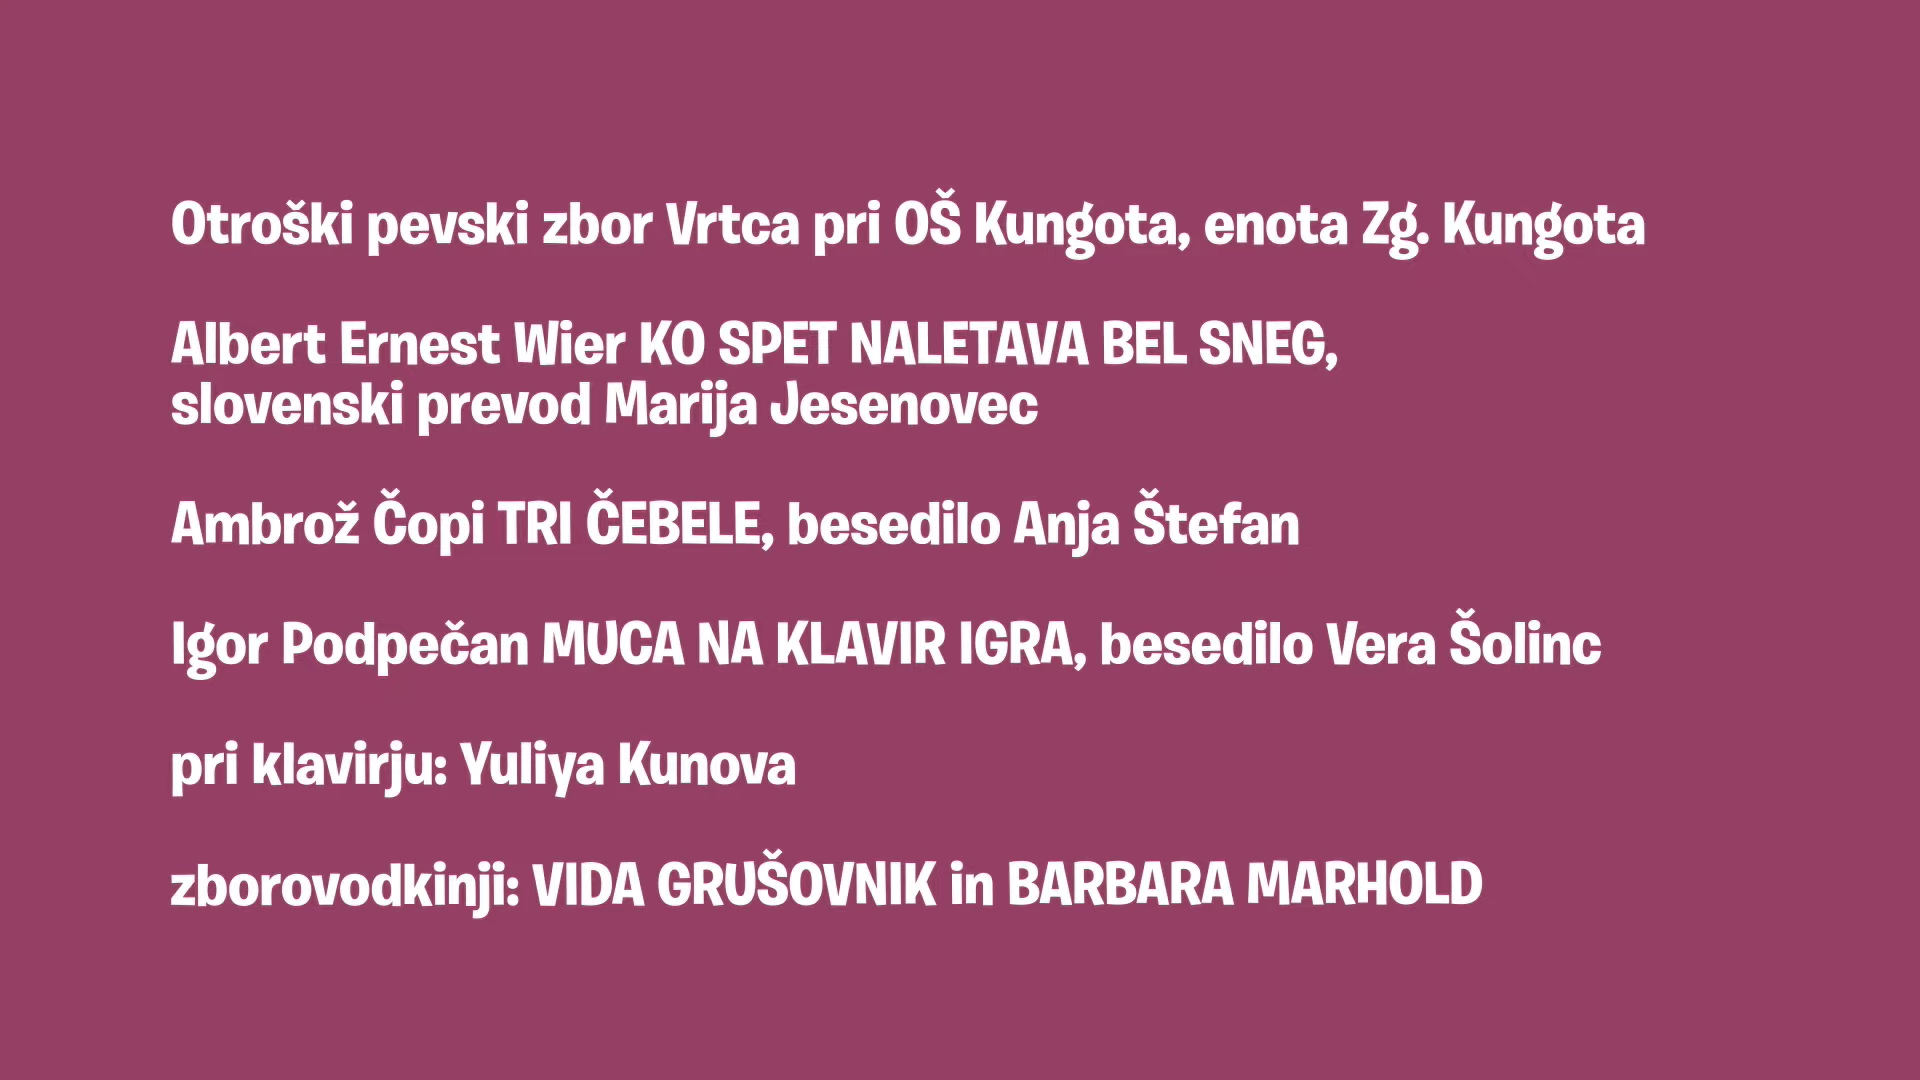 Otroški pevski zbor Vrtca pri OŠ Kungota, enota Zg. Kungota
Albert Ernest Wier KO SPET NALETAVA BEL SNEG,
slovenski prevod Marija Jesenovec
Ambrož Čopi TRI ČEBELE, besedilo Anja Štefan
Igor Podpečan MUCA NA KLAVIR IGRA, besedilo Vera Šolinc
pri klavirju: Yuliya Kunova
zborovodkinji: VIDA GRUŠOVNIK in BARBARA MARHOLD